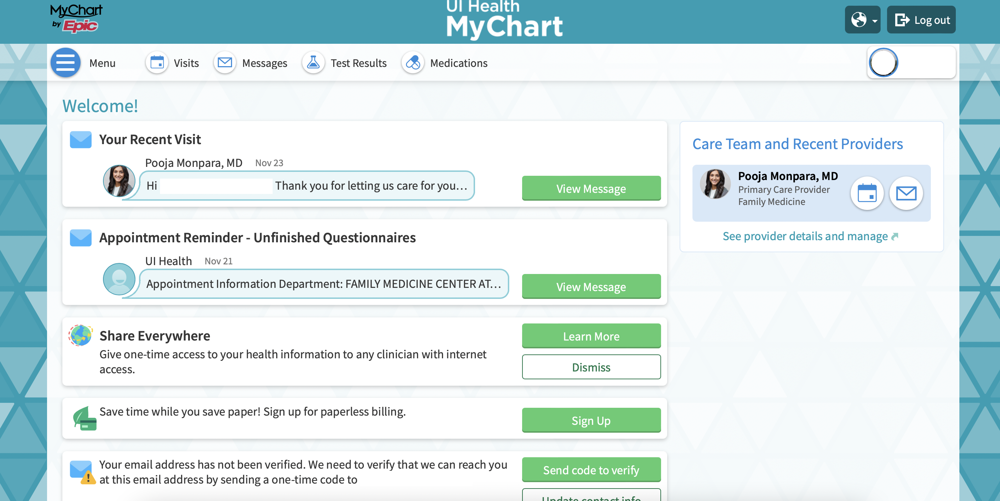 MyChart
by Epic
UI Health
MyChart
Log out
Menu
Visits
Messages
Test Results
Medications
Welcome!
Your Recent Visit
Pooja Monpara, MD Nov 23
Hi Thank you for letting us care for you...
View Message
Appointment Reminder - Unfinished Questionnaires
UI Health Nov 21
Appointment Information Department: FAMILY MEDICINE CENTER AT...
View Message
Share Everywhere
Give one-time access to your health information to any clinician with internet
access.
Learn More
Dismiss
Save time while you save paper! Sign up for paperless billing.
Sign Up
Your email address has not been verified. We need to verify that we can reach you
at this email address by sending a one-time code to
Send code to verify
Update contact info
Care Team and Recent Providers
Pooja Monpara, MD
Primary Care Provider
Family Medicine
See provider details and manage